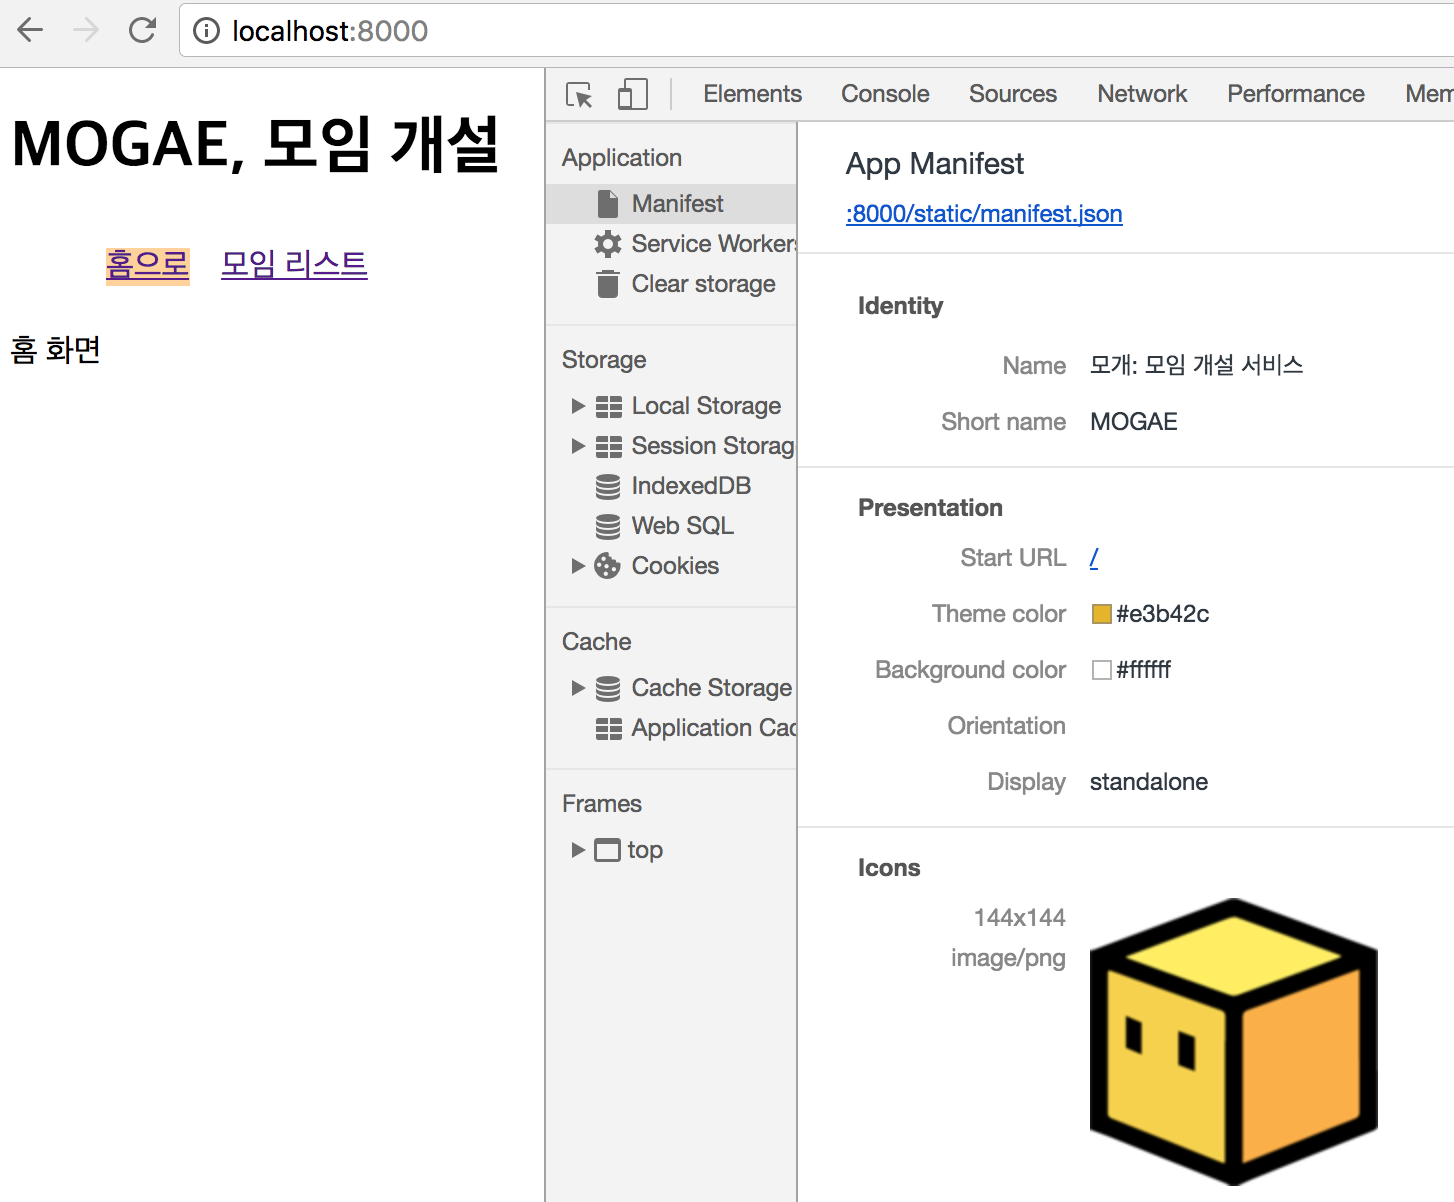 localhost:8000
MOGAE, 모임 개설
홈으로 모임 리스트
홈 화면
Elements Console Sources Network Performance Mem
Application
Manifest
Service Workers
Clear storage
Storage
Local Storage
Session Storag
IndexedDB
Web SQL
Cookies
Cache
Cache Storage
Application Cac
Frames
top
App Manifest
:8000/static/manifest.json
Identity
Name 모개: 모임 개설 서비스
Short name MOGAE
Presentation
Start URL /
Theme color #e3b42c
Background color #ffffff
Orientation
Display standalone
Icons
144x144
image/png